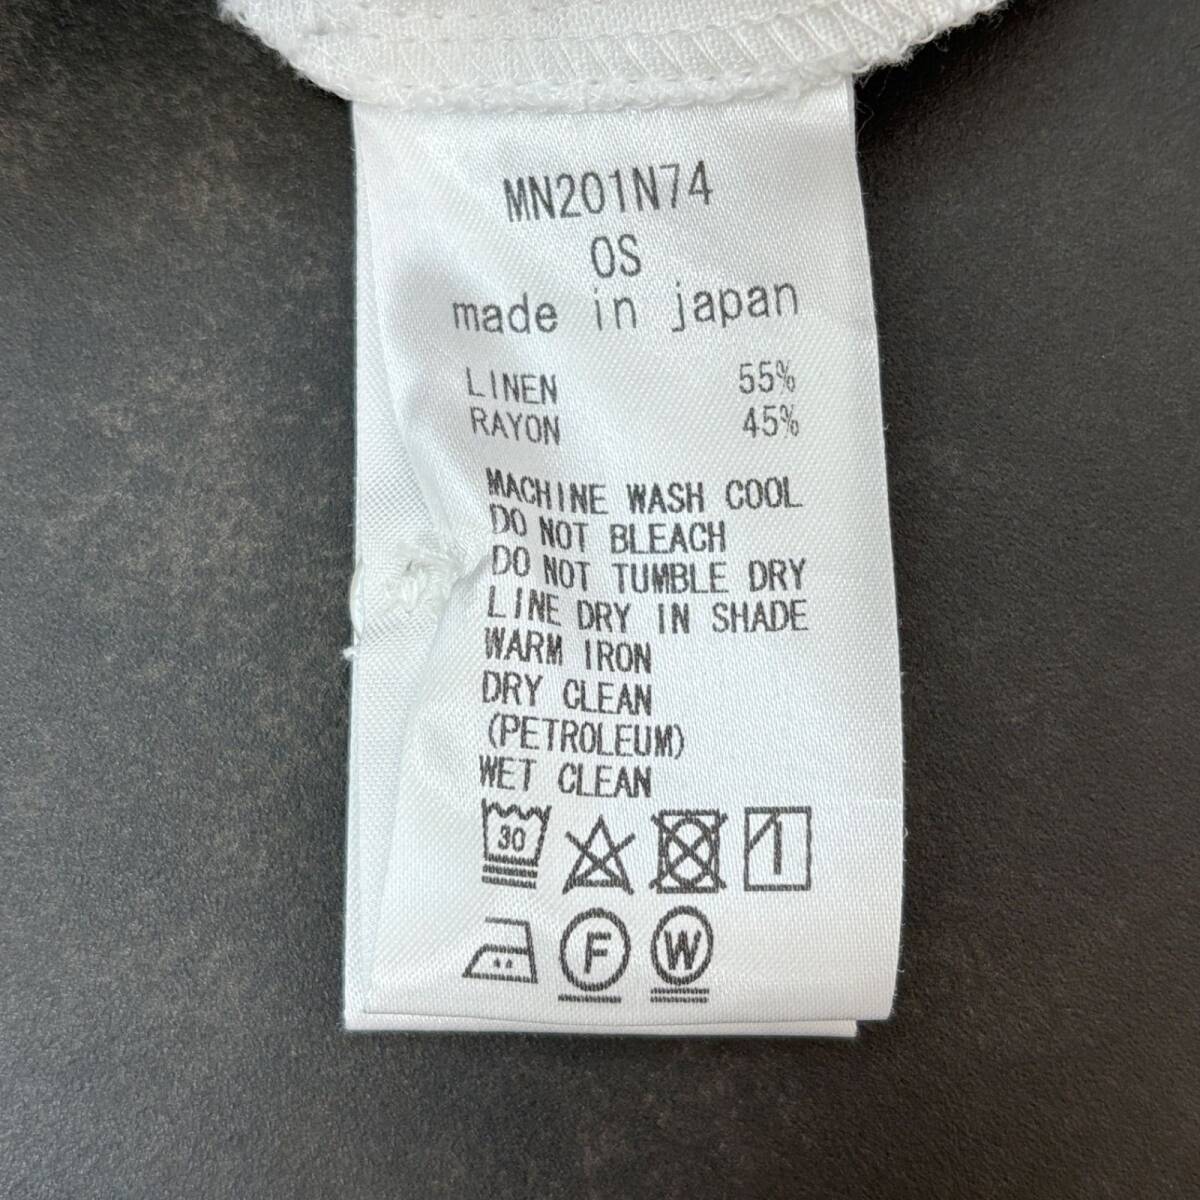 MN201N74
OS
made in japan
LINEN 55%
RAYON 45%
MACHINE WASH COOL
DO NOT BLEACH
DO NOT TUMBLE DRY
LINE DRY IN SHADE
WARM IRON
DRY CLEAN
(PETROLEUM)
WET CLEAN
30
F W